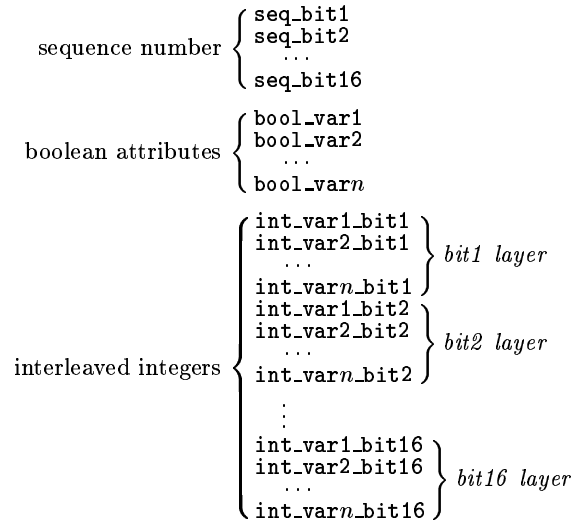 seq_bit1
seq_bit2
sequence number
...
seq_bit16
bool_var1
bool_var2
boolean attributes
...
bool_varn
int_var1_bit1
int_var2_bit1
bit1 layer
...
int_varn_bit1
int_var1_bit2
int_var2_bit2
bit2 layer
...
interleaved integers
int_varn_bit2
⋮
int_var1_bit16
int_var2_bit16
bit16 layer
...
int_varn_bit16